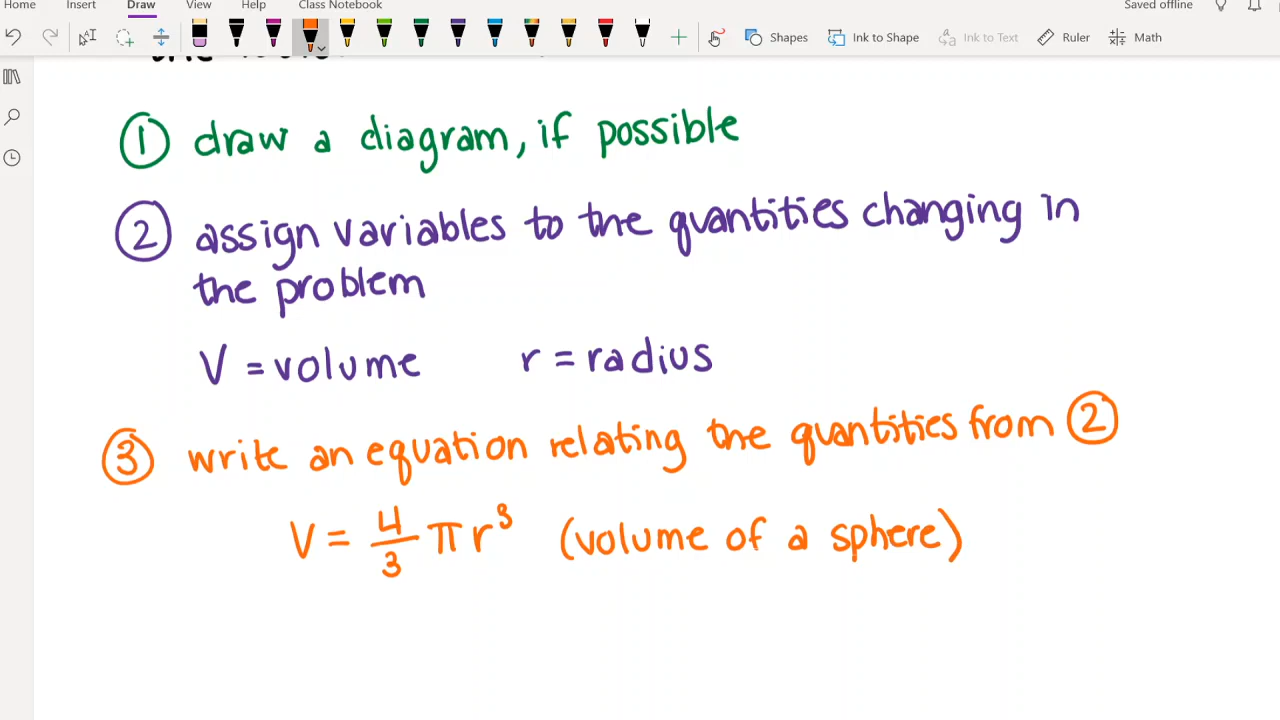 Home Insert Draw View Help Class Notebook Saved offline
Shapes Ink to Shape Ink to Text Ruler Math
the
① draw a diagram, if possible
② assign variables to the quantities changing in
the problem
V = volume r = radius
③ write an equation relating the quantities from ②
V = 4/3 πr³ (volume of a sphere)